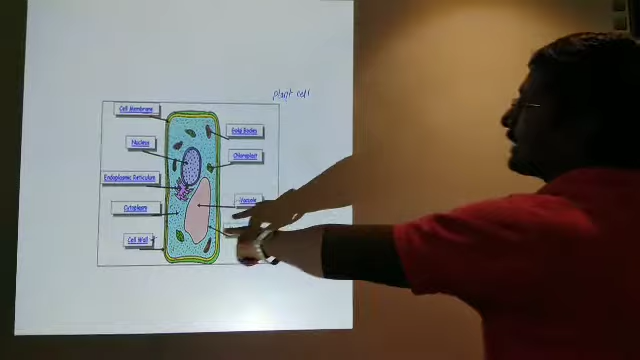 plant cell
Cell Membrane
Golgi Bodies
Nucleus
Chloroplast
Endoplasmic Reticulum
Vacuole
Cytoplasm
Cell Wall